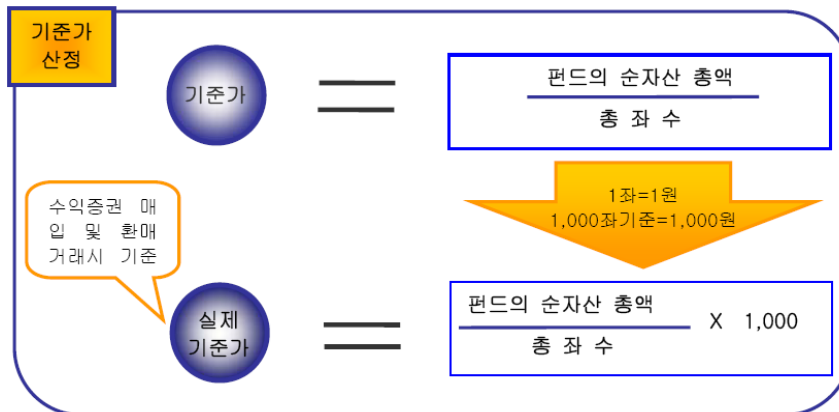 기준가
산정
기준가
펀드의 순자산 총액
총 좌 수
1좌=1원
1,000좌기준=1,000원
수익증권 매
입 및 환매
거래시 기준
실제
기준가
펀드의 순자산 총액
X 1,000
총 좌 수